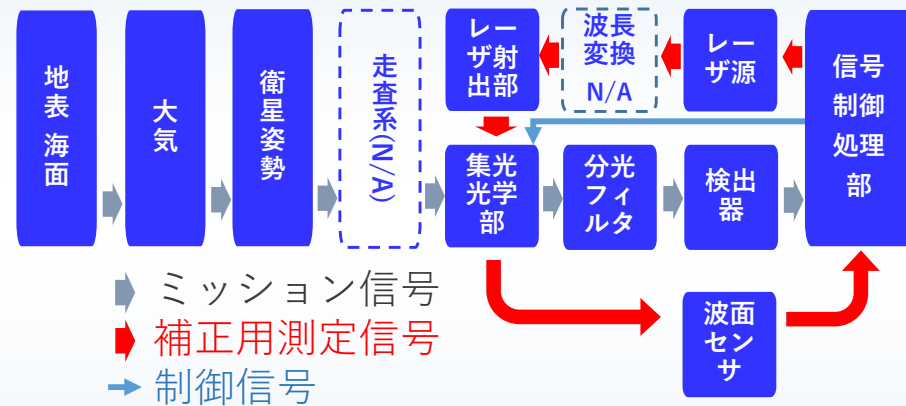 地表 海面
大気
衛星姿勢
走査系(N/A)
レー
ザ射
出部
波長
変換
N/A
レー
ザ源
信号
制御
処理
部
集光
光学
部
分光
フィ
ルタ
検出
器
波面
セン
サ
ミッション信号
補正用測定信号
制御信号